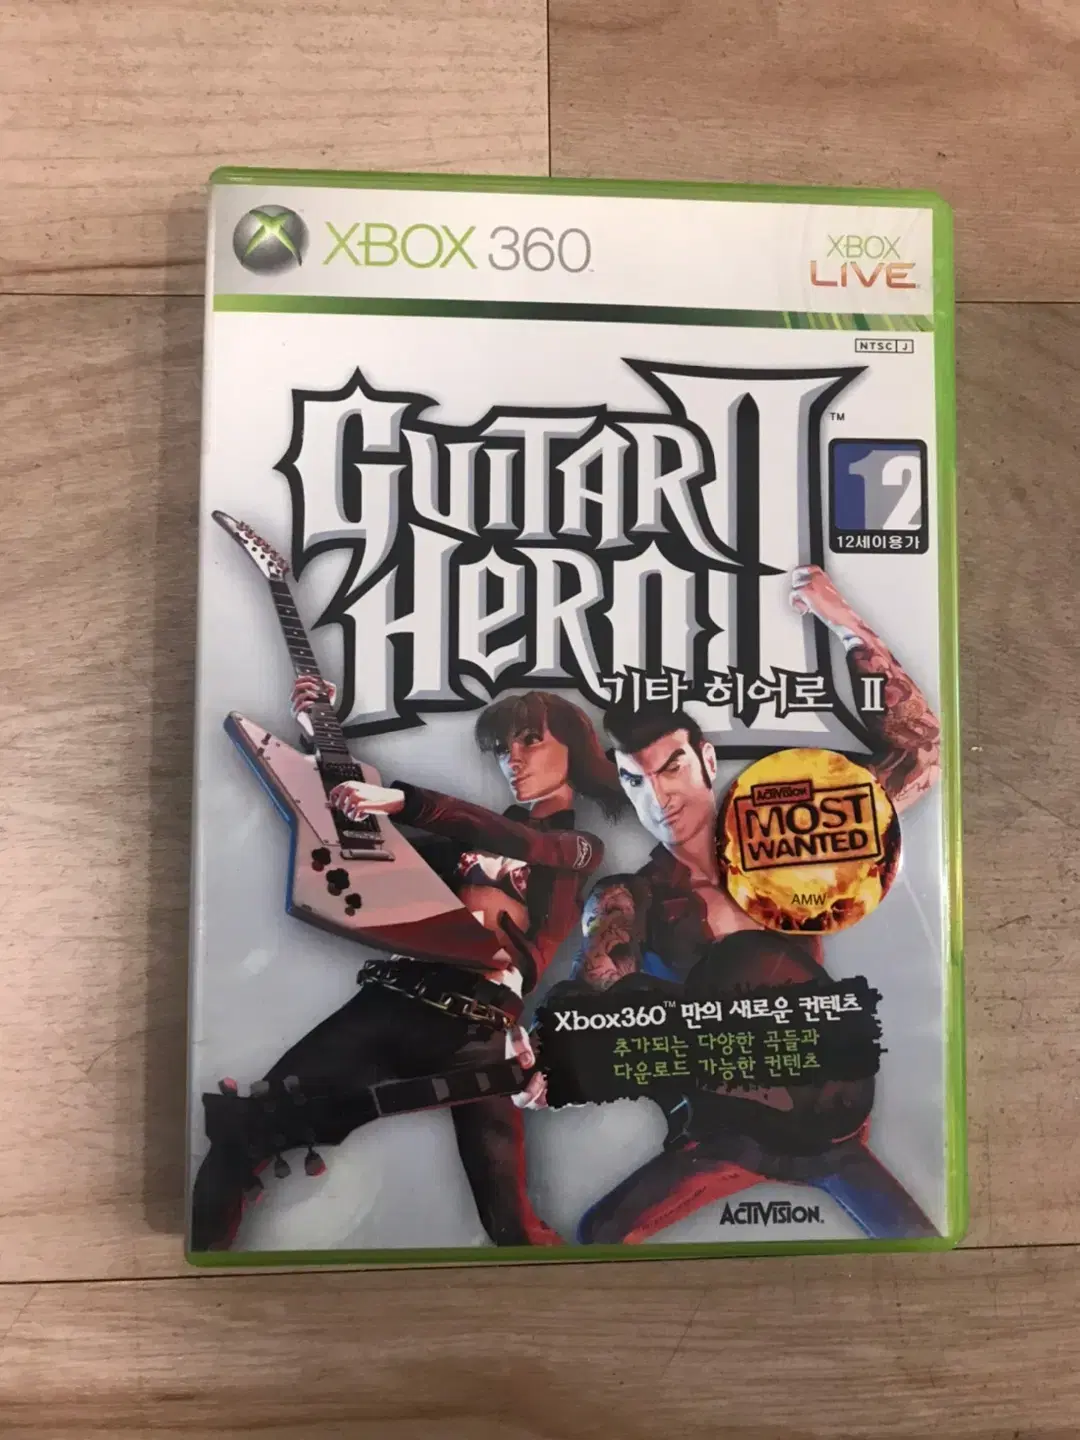 XBOX 360
XBOX
LIVE
NTSC J
GUITAR II
HERO
TM
12
12세이용가
기타 히어로 II
ACTIVISION
MOST
WANTED
AMW
Xbox360™ 만의 새로운 컨텐츠
추가되는 다양한 곡들과
다운로드 가능한 컨텐츠
ACTIVISION.